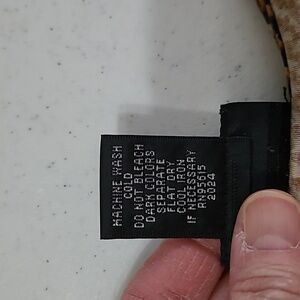 MACHINE WASH
COLD
DO NOT BLEACH
DARK COLORS
SEPARATE
FLAT DRY
COOL IRON
IF NECESSARY
RN95615
2024